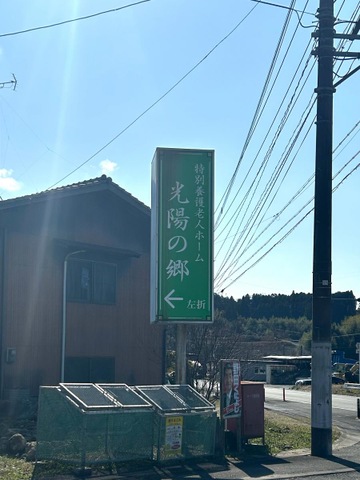 特別養護老人ホーム
光陽の郷
左折